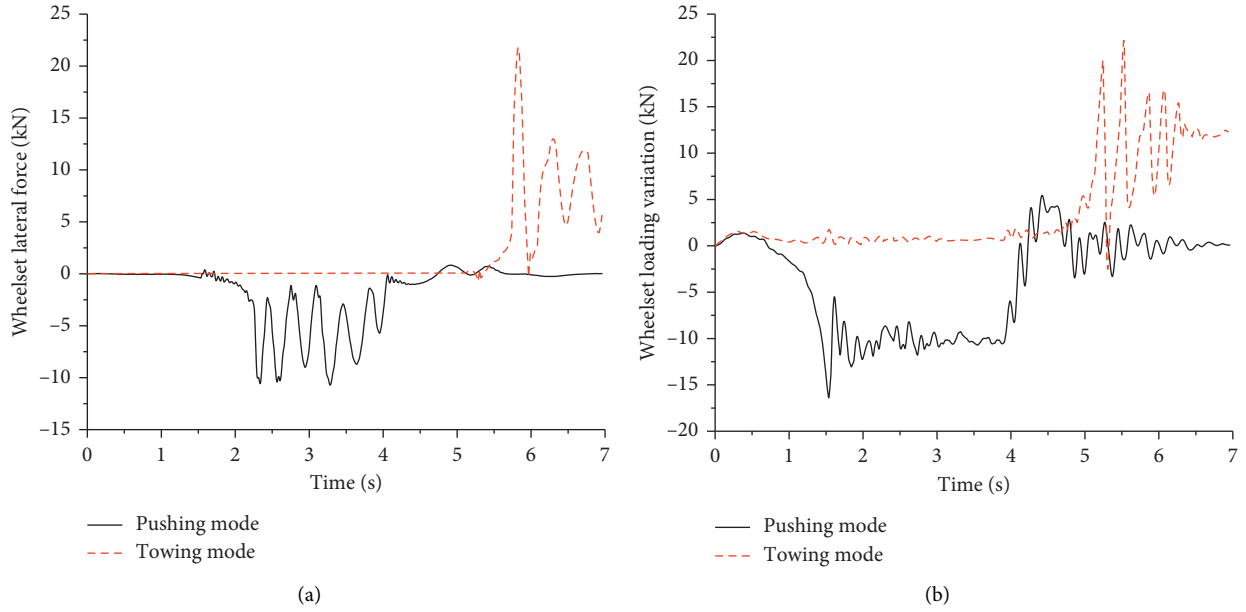 25
20
15
10
5
0
−5
−10
−15
Wheelset lateral force (kN)
0 1 2 3 4 5 6 7
Time (s)
Pushing mode
Towing mode
(a)
25
20
15
10
5
0
−5
−10
−15
−20
Wheelset loading variation (kN)
0 1 2 3 4 5 6 7
Time (s)
Pushing mode
Towing mode
(b)